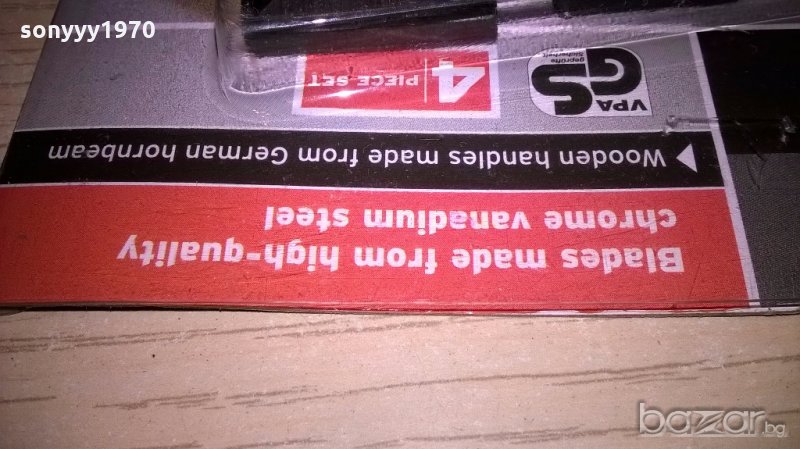 sonyyy1970
Blades made from high-quality
chrome vanadium steel
Wooden handles made from German hornbeam
4 PIECE SET
VPA
GS
geprüfte
Sicherheit
bazar.bg